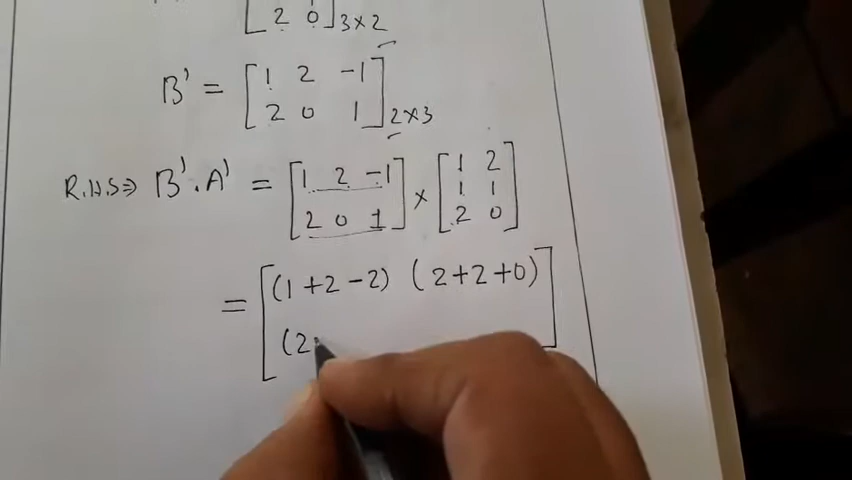 2 0 ] 3×2
B' = [ 1 2 -1
2 0 1 ] 2×3
R.H.S⇒ B'.A' = [ 1 2 -1 ] × [ 1 2
1 1
2 0 1 ] 2 0 ]
= [ (1+2-2) (2+2+0) ]
(2